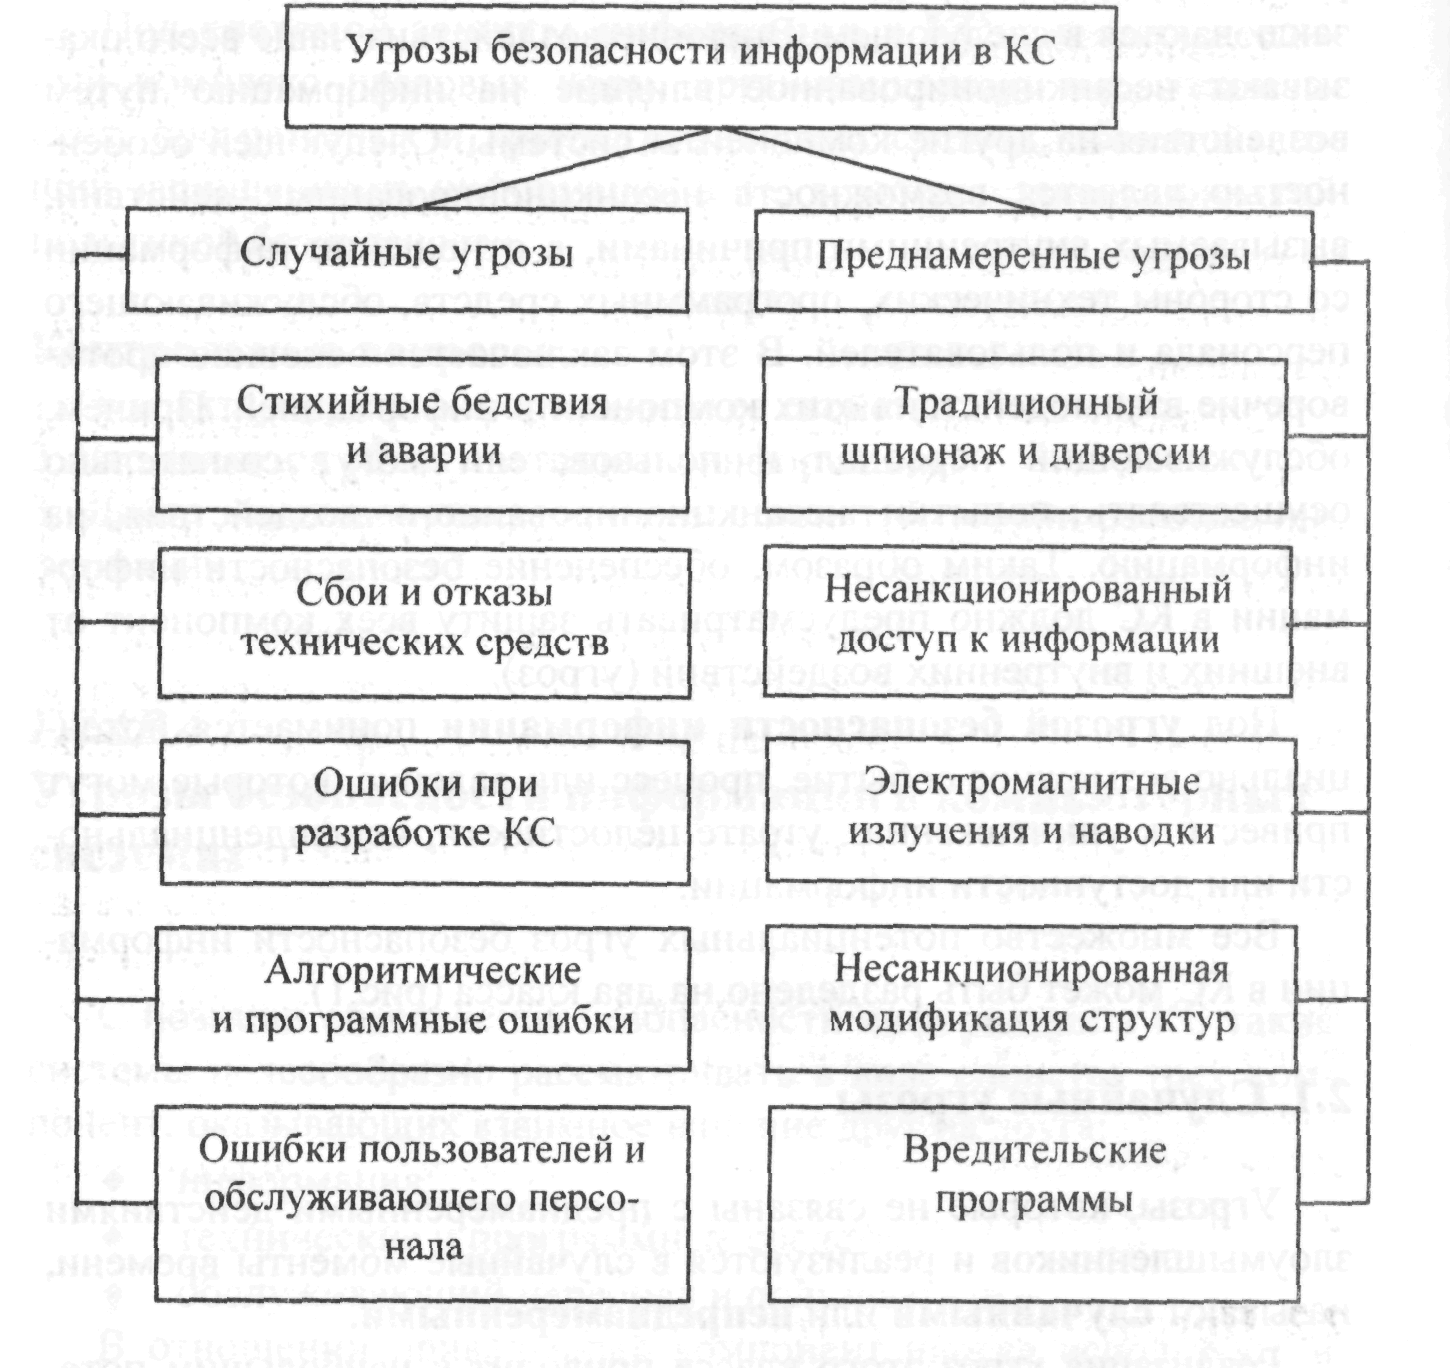 Угрозы безопасности информации в КС
Случайные угрозы
Преднамеренные угрозы
Стихийные бедствия
и аварии
Традиционный
шпионаж и диверсии
Сбои и отказы
технических средств
Несанкционированный
доступ к информации
Ошибки при
разработке КС
Электромагнитные
излучения и наводки
Алгоритмические
и программные ошибки
Несанкционированная
модификация структур
Ошибки пользователей и
обслуживающего персо-
нала
Вредительские
программы